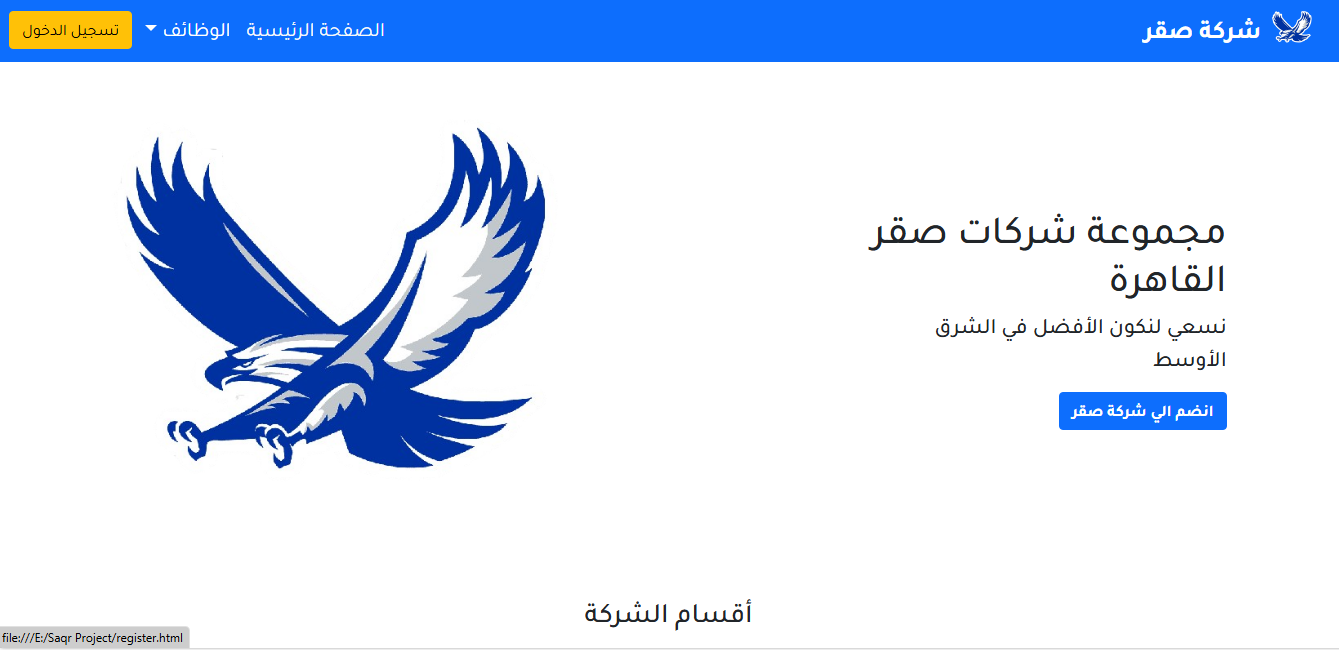 شركة صقر
الصفحة الرئيسية
الوظائف
تسجيل الدخول
مجموعة شركات صقر
القاهرة
نسعي لنكون الأفضل في الشرق
الأوسط
انضم الي شركة صقر
أقسام الشركة
file:///E:/Saqr Project/register.html